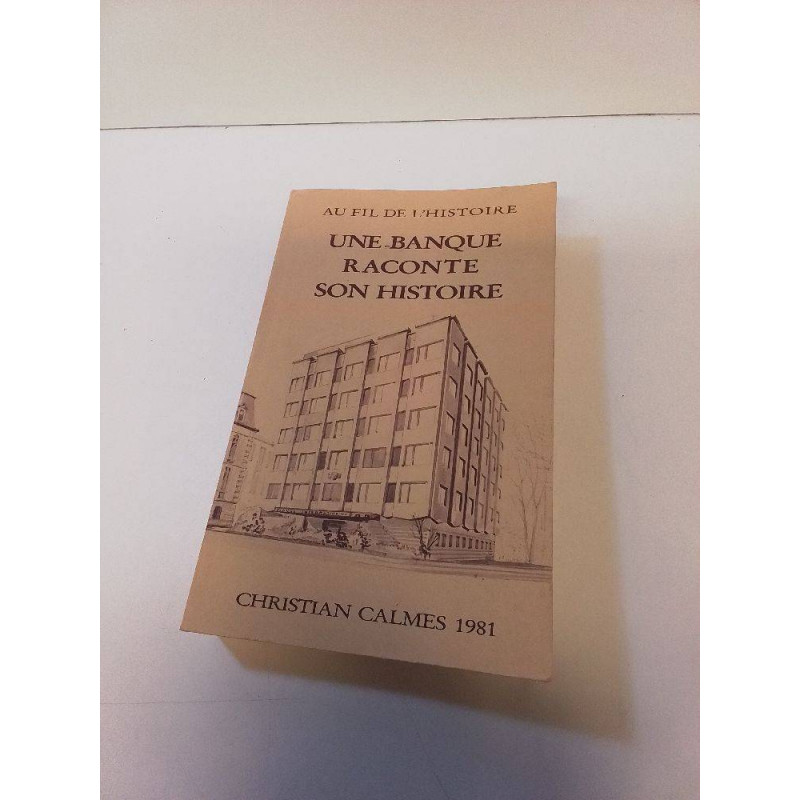 AU FIL DE L'HISTOIRE
UNE BANQUE
RACONTE
SON HISTOIRE
CHRISTIAN CALMES 1981